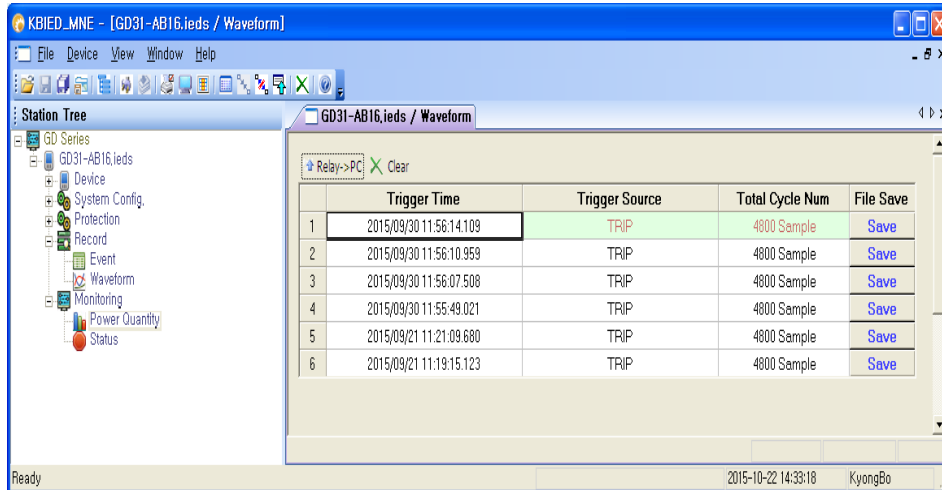 KBIED_MNE - [GD31-AB16.ieds / Waveform]
File Device View Window Help
Station Tree
GD31-AB16.ieds / Waveform
GD Series
GD31-AB16.ieds
Device
System Config.
Protection
Record
Event
Waveform
Monitoring
Power Quantity
Status
Relay->PC Clear
Trigger Time Trigger Source Total Cycle Num File Save
1 2015/09/30 11:56:14.109 TRIP 4800 Sample Save
2 2015/09/30 11:56:10.959 TRIP 4800 Sample Save
3 2015/09/30 11:56:07.508 TRIP 4800 Sample Save
4 2015/09/30 11:55:49.021 TRIP 4800 Sample Save
5 2015/09/21 11:21:09.680 TRIP 4800 Sample Save
6 2015/09/21 11:19:15.123 TRIP 4800 Sample Save
Ready 2015-10-22 14:33:18 KyongBo